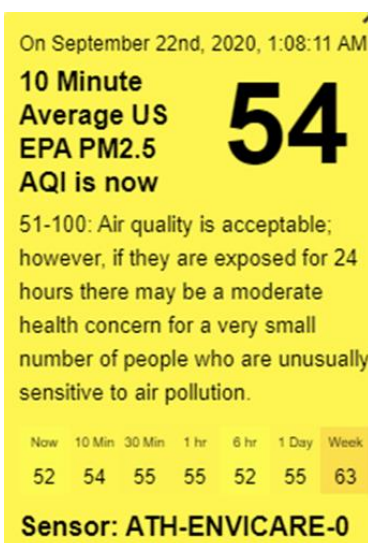 On September 22nd, 2020, 1:08:11 AM
10 Minute
Average US
EPA PM2.5
AQI is now
54
51-100: Air quality is acceptable;
however, if they are exposed for 24
hours there may be a moderate
health concern for a very small
number of people who are unusually
sensitive to air pollution.
Now 10 Min 30 Min 1 hr 6 hr 1 Day Week
52 54 55 55 52 55 63
Sensor: ATH-ENVICARE-0